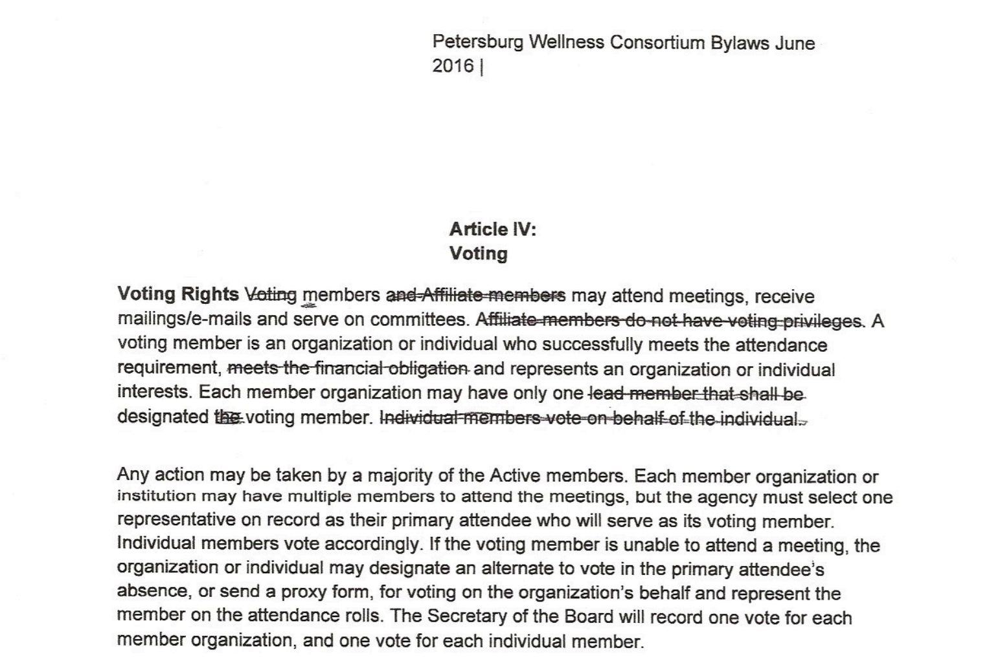 Petersburg Wellness Consortium Bylaws June
2016 |
Article IV:
Voting
Voting Rights Voting members and Affiliate members may attend meetings, receive
mailings/e-mails and serve on committees. Affiliate members do not have voting privileges. A
voting member is an organization or individual who successfully meets the attendance
requirement, meets the financial obligation and represents an organization or individual
interests. Each member organization may have only one lead member that shall be
designated the voting member. Individual members vote on behalf of the individual.
Any action may be taken by a majority of the Active members. Each member organization or
institution may have multiple members to attend the meetings, but the agency must select one
representative on record as their primary attendee who will serve as its voting member.
Individual members vote accordingly. If the voting member is unable to attend a meeting, the
organization or individual may designate an alternate to vote in the primary attendee's
absence, or send a proxy form, for voting on the organization's behalf and represent the
member on the attendance rolls. The Secretary of the Board will record one vote for each
member organization, and one vote for each individual member.